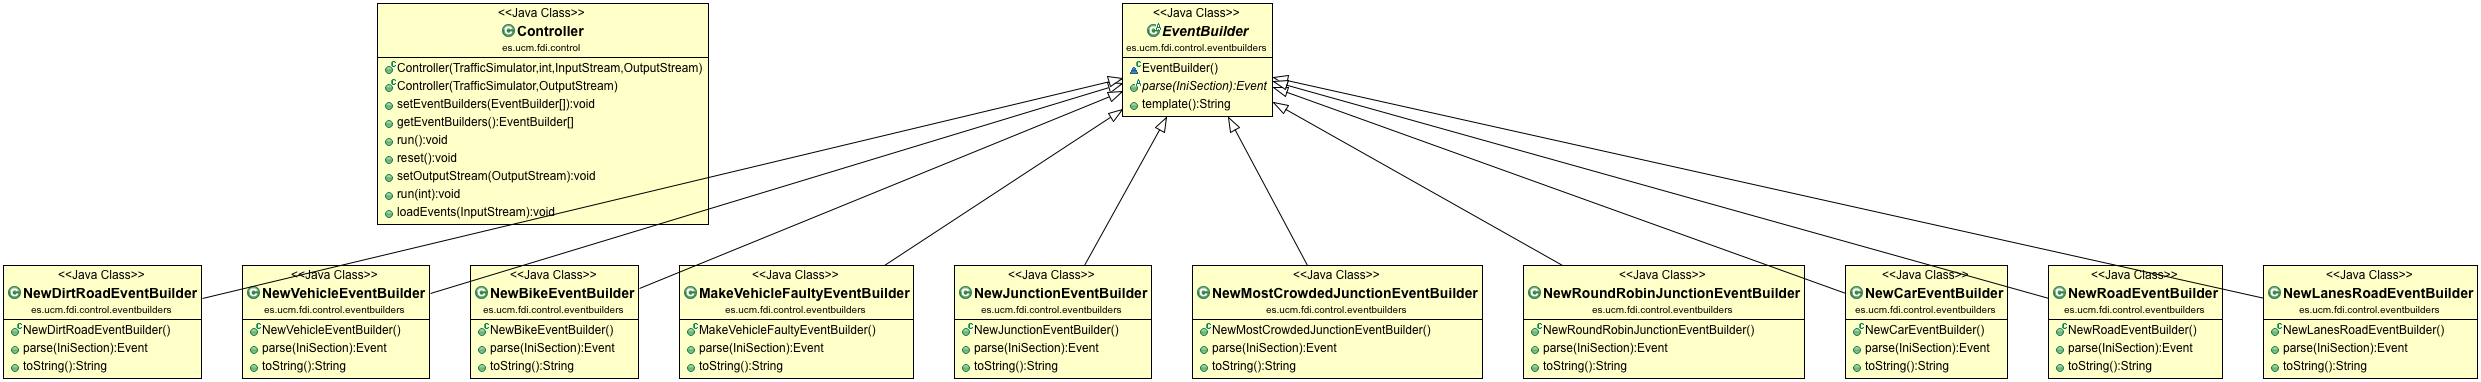 <<Java Class>>
Controller
es.ucm.fdi.control
Controller(TrafficSimulator,int,InputStream,OutputStream)
Controller(TrafficSimulator,OutputStream)
setEventBuilders(EventBuilder[]):void
getEventBuilders():EventBuilder[]
run():void
reset():void
setOutputStream(OutputStream):void
run(int):void
loadEvents(InputStream):void
<<Java Class>>
EventBuilder
es.ucm.fdi.control.eventbuilders
EventBuilder()
parse(IniSection):Event
template():String
<<Java Class>>
NewDirtRoadEventBuilder
es.ucm.fdi.control.eventbuilders
NewDirtRoadEventBuilder()
parse(IniSection):Event
toString():String
<<Java Class>>
NewVehicleEventBuilder
es.ucm.fdi.control.eventbuilders
NewVehicleEventBuilder()
parse(IniSection):Event
toString():String
<<Java Class>>
NewBikeEventBuilder
es.ucm.fdi.control.eventbuilders
NewBikeEventBuilder()
parse(IniSection):Event
toString():String
<<Java Class>>
MakeVehicleFaultyEventBuilder
es.ucm.fdi.control.eventbuilders
MakeVehicleFaultyEventBuilder()
parse(IniSection):Event
toString():String
<<Java Class>>
NewJunctionEventBuilder
es.ucm.fdi.control.eventbuilders
NewJunctionEventBuilder()
parse(IniSection):Event
toString():String
<<Java Class>>
NewMostCrowdedJunctionEventBuilder
es.ucm.fdi.control.eventbuilders
NewMostCrowdedJunctionEventBuilder()
parse(IniSection):Event
toString():String
<<Java Class>>
NewRoundRobinJunctionEventBuilder
es.ucm.fdi.control.eventbuilders
NewRoundRobinJunctionEventBuilder()
parse(IniSection):Event
toString():String
<<Java Class>>
NewCarEventBuilder
es.ucm.fdi.control.eventbuilders
NewCarEventBuilder()
parse(IniSection):Event
toString():String
<<Java Class>>
NewRoadEventBuilder
es.ucm.fdi.control.eventbuilders
NewRoadEventBuilder()
parse(IniSection):Event
toString():String
<<Java Class>>
NewLanesRoadEventBuilder
es.ucm.fdi.control.eventbuilders
NewLanesRoadEventBuilder()
parse(IniSection):Event
toString():String